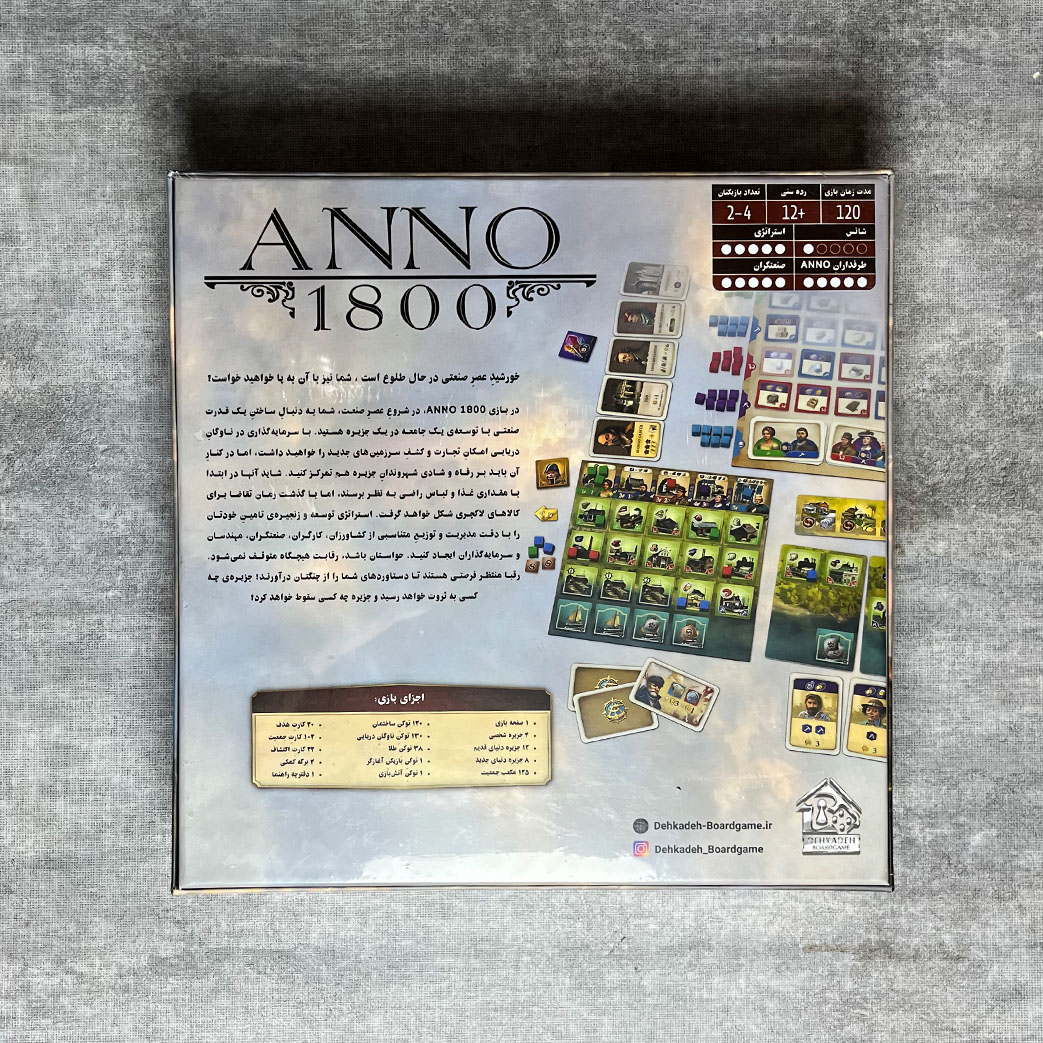 ANNO
1800
مدت زمان بازی
رده سنی
تعداد بازیکنان
120
12+
2-4
شانس
استراتژی
طرفداران ANNO
صنعتگران
خورشیدِ عصرِ صنعتی در حال طلوع است، شما نیز با آن به پا خواهید خواست!
در بازی ANNO 1800، در شروع عصرِ صنعت، شما به دنبال ساختنِ یک قدرت
صنعتی با توسعه‌ی یک جامعه در یک جزیره هستید. با سرمایه‌گذاری در ناوگانِ
دریایی امکانِ تجارت و کشفِ سرزمین‌های جدید را خواهید داشت، اما در کنار
آن باید بر رفاه و شادی شهروندانِ جزیره هم تمرکز کنید. شاید آنها در ابتدا
با مقداری غذا و لباس راضی به نظر برسند، اما با گذشت زمان تقاضا برای
کالاهای لاکچری شکل خواهد گرفت. استراتژی توسعه و زنجیره‌ی تامینِ خودتان
را با دقت مدیریت و توزیعِ متناسبی از کشاورزان، کارگران، صنعتگران، مهندسان
و سرمایه‌گذاران ایجاد کنید. حواستان باشد، رقابت هیچگاه متوقف نمی‌شود.
رقبا منتظر فرصتی هستند تا دستاوردهای شما را از چنگتان درآورند! جزیره‌ی چه
کسی به ثروت خواهد رسید و جزیره چه کسی سقوط خواهد کرد!
اجزای بازی:
• ۱ صفحه بازی
• ۴ جزیره شخصی
• ۱۲ جزیره دنیای قدیم
• ۸ جزیره دنیای جدید
• ۱۲۵ مکعب جمعیت
• ۱۲۰ توکن ساختمان
• ۱۳۰ توکن ناوگان دریایی
• ۳۸ توکن طلا
• ۱ توکن بازیکن آغازگر
• ۱ توکن آتش‌بازی
• ۲۰ کارت هدف
• ۱۰۲ کارت جمعیت
• ۲۲ کارت اکتشاف
• ۴ برگه کمکی
• ۱ دفترچه راهنما
Dehkadeh-Boardgame.ir
Dehkadeh_Boardgame
DEHKADEH
BOARDGAME